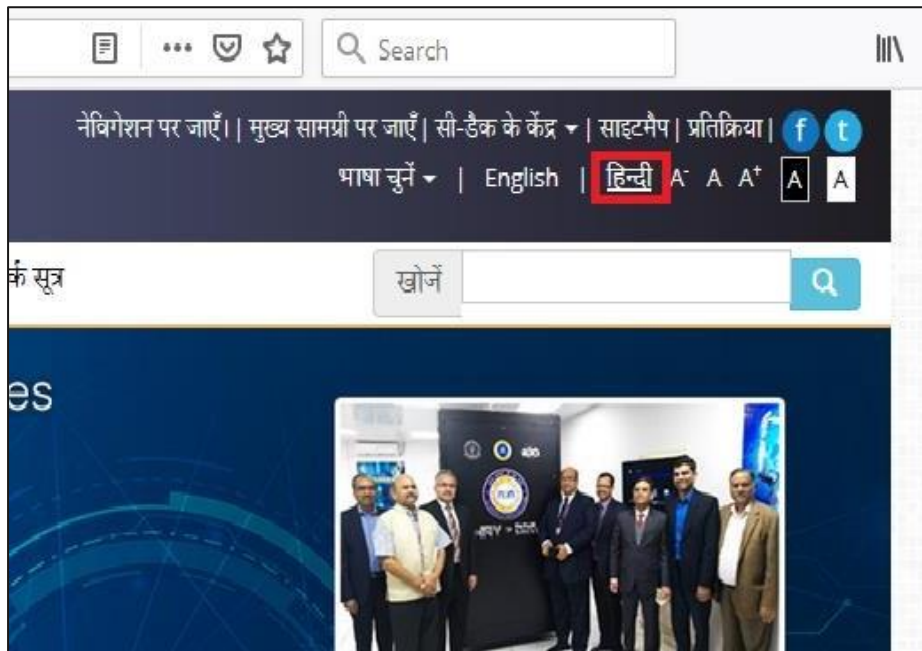 Search
नेविगेशन पर जाएँ। | मुख्य सामग्री पर जाएँ | सी-डैक के केंद्र | साइटमैप | प्रतिक्रिया | f t
भाषा चुनें | English | हिन्दी A- A A+ A A
र्क सूत्र
खोजें
es